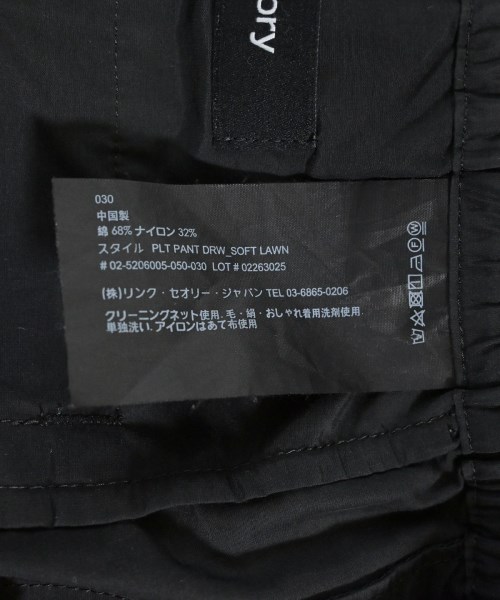 ory
030
中国製
綿 68% ナイロン 32%
スタイル PLT PANT DRW_SOFT LAWN
# 02-5206005-050-030 LOT # 02263025
(株)リンク・セオリー・ジャパン TEL 03-6865-0206
クリーニングネット使用. 毛・絹・おしゃれ着用洗剤使用
単独洗い. アイロンはあて布使用